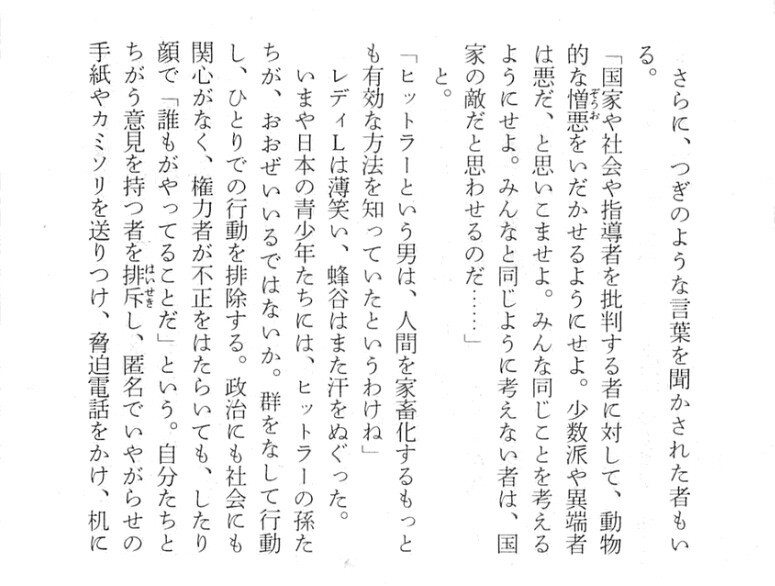 さらに、つぎのような言葉を聞かされた者もい
る。
「国家や社会や指導者を批判する者に対して、動物
的な憎悪をいだかせるようにせよ。少数派や異端者
は悪だ、と思いこませよ。みんな同じことを考える
ようにせよ。みんなと同じように考えない者は、国
家の敵だと思わせるのだ……」
と。
「ヒットラーという男は、人間を家畜化するもっと
も有効な方法を知っていたというわけね」
レディLは薄笑い、蜂谷はまた汗をぬぐった。
いまや日本の青少年たちには、ヒットラーの孫た
ちが、おおぜいいるではないか。群をなして行動
し、ひとりでの行動を排除する。政治にも社会にも
関心がなく、権力者が不正をはたらいても、したり
顔で「誰もがやってることだ」という。自分たちと
ちがう意見を持つ者を排斥し、匿名でいやがらせの
手紙やカミソリを送りつけ、脅迫電話をかけ、机に
ぞうお
はいせき